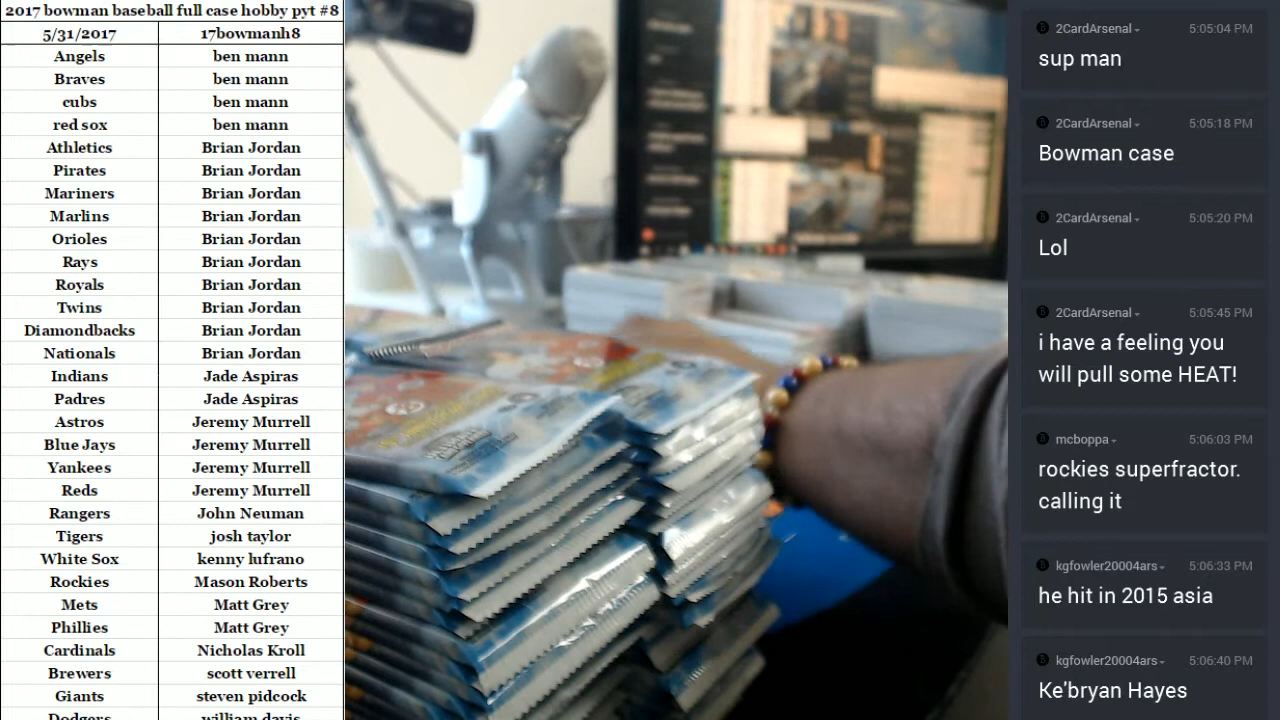 2017 bowman baseball full case hobby pyt #8
5/31/2017 17bowmanh8
Angels ben mann
Braves ben mann
cubs ben mann
red sox ben mann
Athletics Brian Jordan
Pirates Brian Jordan
Mariners Brian Jordan
Marlins Brian Jordan
Orioles Brian Jordan
Rays Brian Jordan
Royals Brian Jordan
Twins Brian Jordan
Diamondbacks Brian Jordan
Nationals Brian Jordan
Indians Jade Aspiras
Padres Jade Aspiras
Astros Jeremy Murrell
Blue Jays Jeremy Murrell
Yankees Jeremy Murrell
Reds Jeremy Murrell
Rangers John Neuman
Tigers josh taylor
White Sox kenny lufrano
Rockies Mason Roberts
Mets Matt Grey
Phillies Matt Grey
Cardinals Nicholas Kroll
Brewers scott verrell
Giants steven pidcock
Dodgers william davis
2CardArsenal 5:05:04 PM
sup man
2CardArsenal 5:05:18 PM
Bowman case
2CardArsenal 5:05:20 PM
Lol
2CardArsenal 5:05:45 PM
i have a feeling you
will pull some HEAT!
mcboppa 5:06:03 PM
rockies superfractor.
calling it
kgfowler20004ars 5:06:33 PM
he hit in 2015 asia
kgfowler20004ars 5:06:40 PM
Ke'bryan Hayes